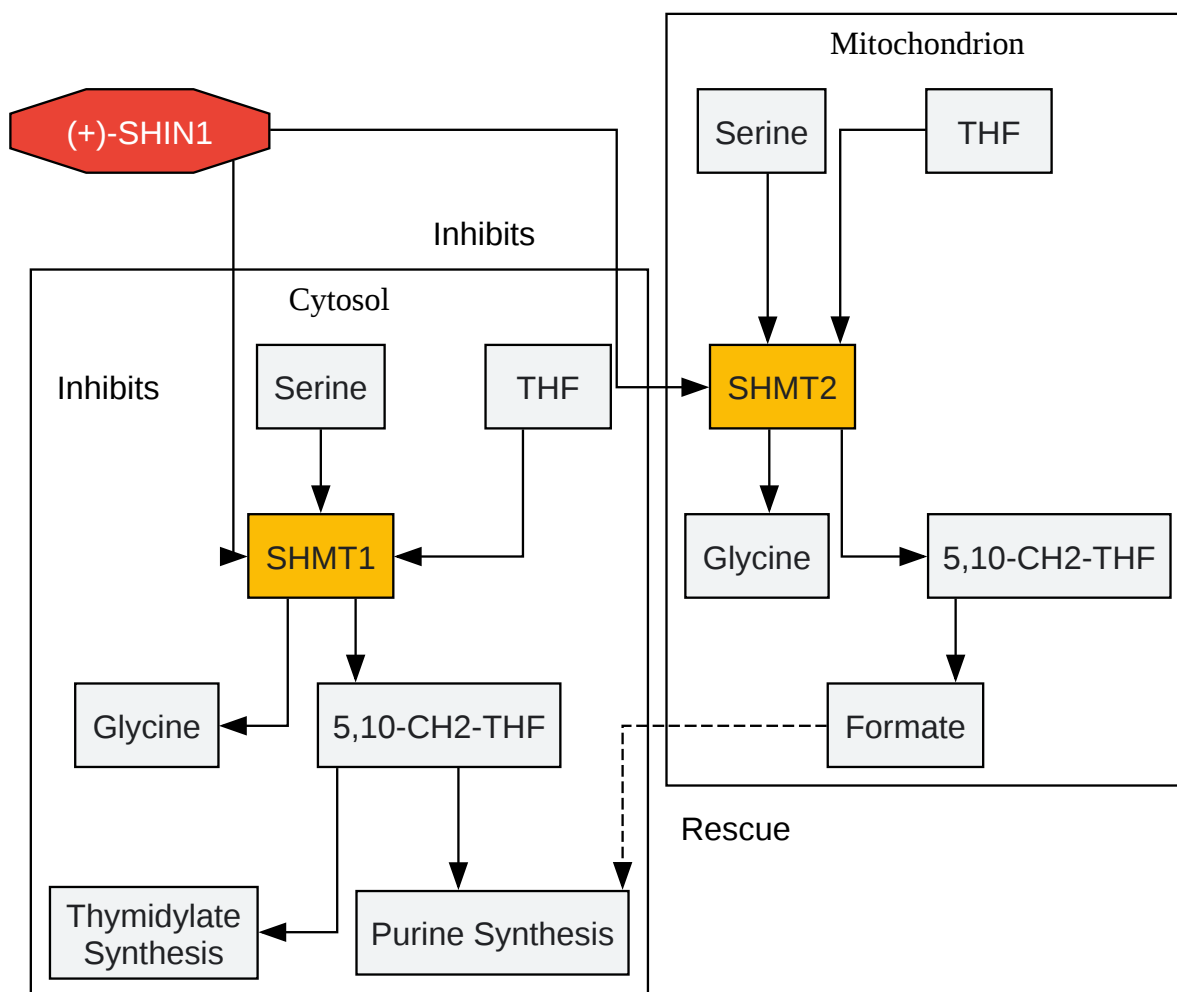 Mitochondrion
(+)-SHIN1
Serine
THF
Inhibits
Cytosol
Inhibits
Serine
THF
SHMT2
SHMT1
Glycine
5,10-CH2-THF
Glycine
5,10-CH2-THF
Formate
Rescue
Thymidylate
Synthesis
Purine Synthesis